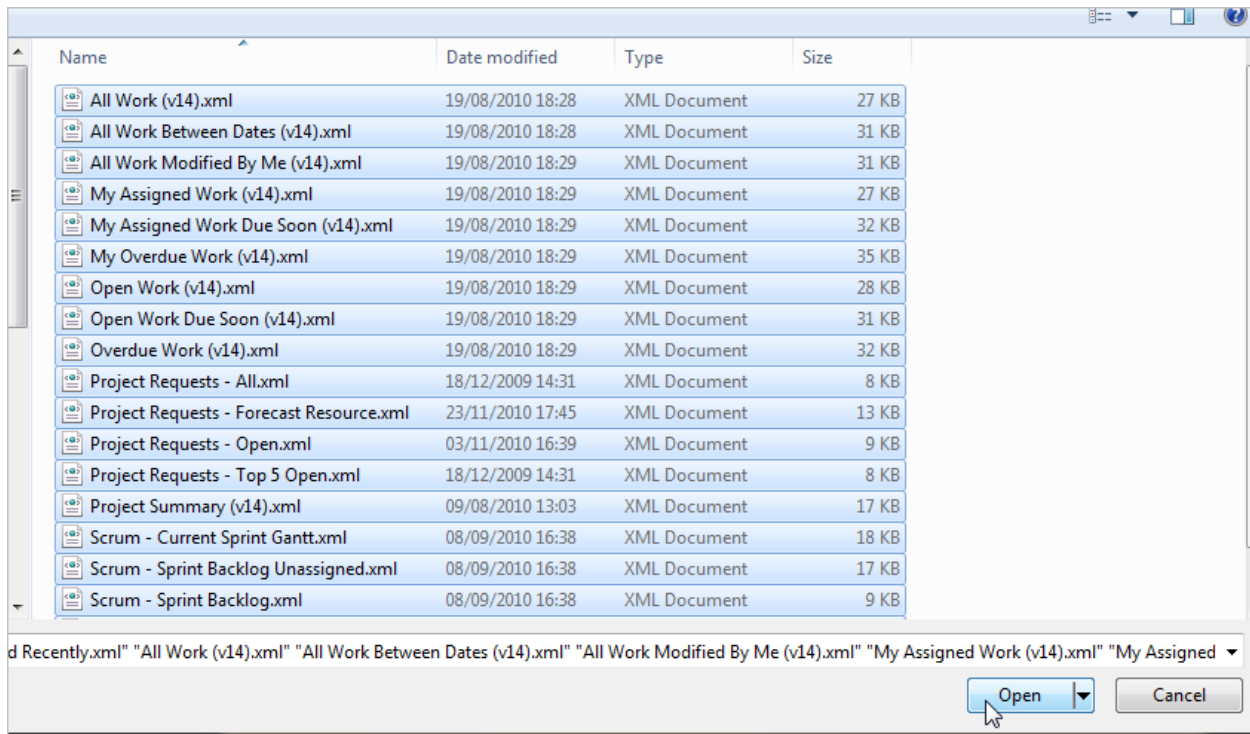 Name Date modified Type Size
All Work (v14).xml 19/08/2010 18:28 XML Document 27 KB
All Work Between Dates (v14).xml 19/08/2010 18:28 XML Document 31 KB
All Work Modified By Me (v14).xml 19/08/2010 18:29 XML Document 31 KB
My Assigned Work (v14).xml 19/08/2010 18:29 XML Document 27 KB
My Assigned Work Due Soon (v14).xml 19/08/2010 18:29 XML Document 32 KB
My Overdue Work (v14).xml 19/08/2010 18:29 XML Document 35 KB
Open Work (v14).xml 19/08/2010 18:29 XML Document 28 KB
Open Work Due Soon (v14).xml 19/08/2010 18:29 XML Document 31 KB
Overdue Work (v14).xml 19/08/2010 18:29 XML Document 32 KB
Project Requests - All.xml 18/12/2009 14:31 XML Document 8 KB
Project Requests - Forecast Resource.xml 23/11/2010 17:45 XML Document 13 KB
Project Requests - Open.xml 03/11/2010 16:39 XML Document 9 KB
Project Requests - Top 5 Open.xml 18/12/2009 14:31 XML Document 8 KB
Project Summary (v14).xml 09/08/2010 13:03 XML Document 17 KB
Scrum - Current Sprint Gantt.xml 08/09/2010 16:38 XML Document 18 KB
Scrum - Sprint Backlog Unassigned.xml 08/09/2010 16:38 XML Document 17 KB
Scrum - Sprint Backlog.xml 08/09/2010 16:38 XML Document 9 KB
d Recently.xml" "All Work (v14).xml" "All Work Between Dates (v14).xml" "All Work Modified By Me (v14).xml" "My Assigned Work (v14).xml" "My Assigned
Open Cancel